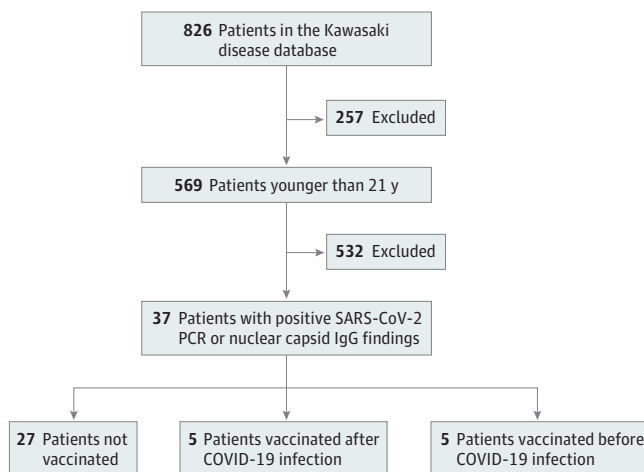 826 Patients in the Kawasaki
disease database
257 Excluded
569 Patients younger than 21 y
532 Excluded
37 Patients with positive SARS-CoV-2
PCR or nuclear capsid IgG findings
27 Patients not
vaccinated
5 Patients vaccinated after
COVID-19 infection
5 Patients vaccinated before
COVID-19 infection